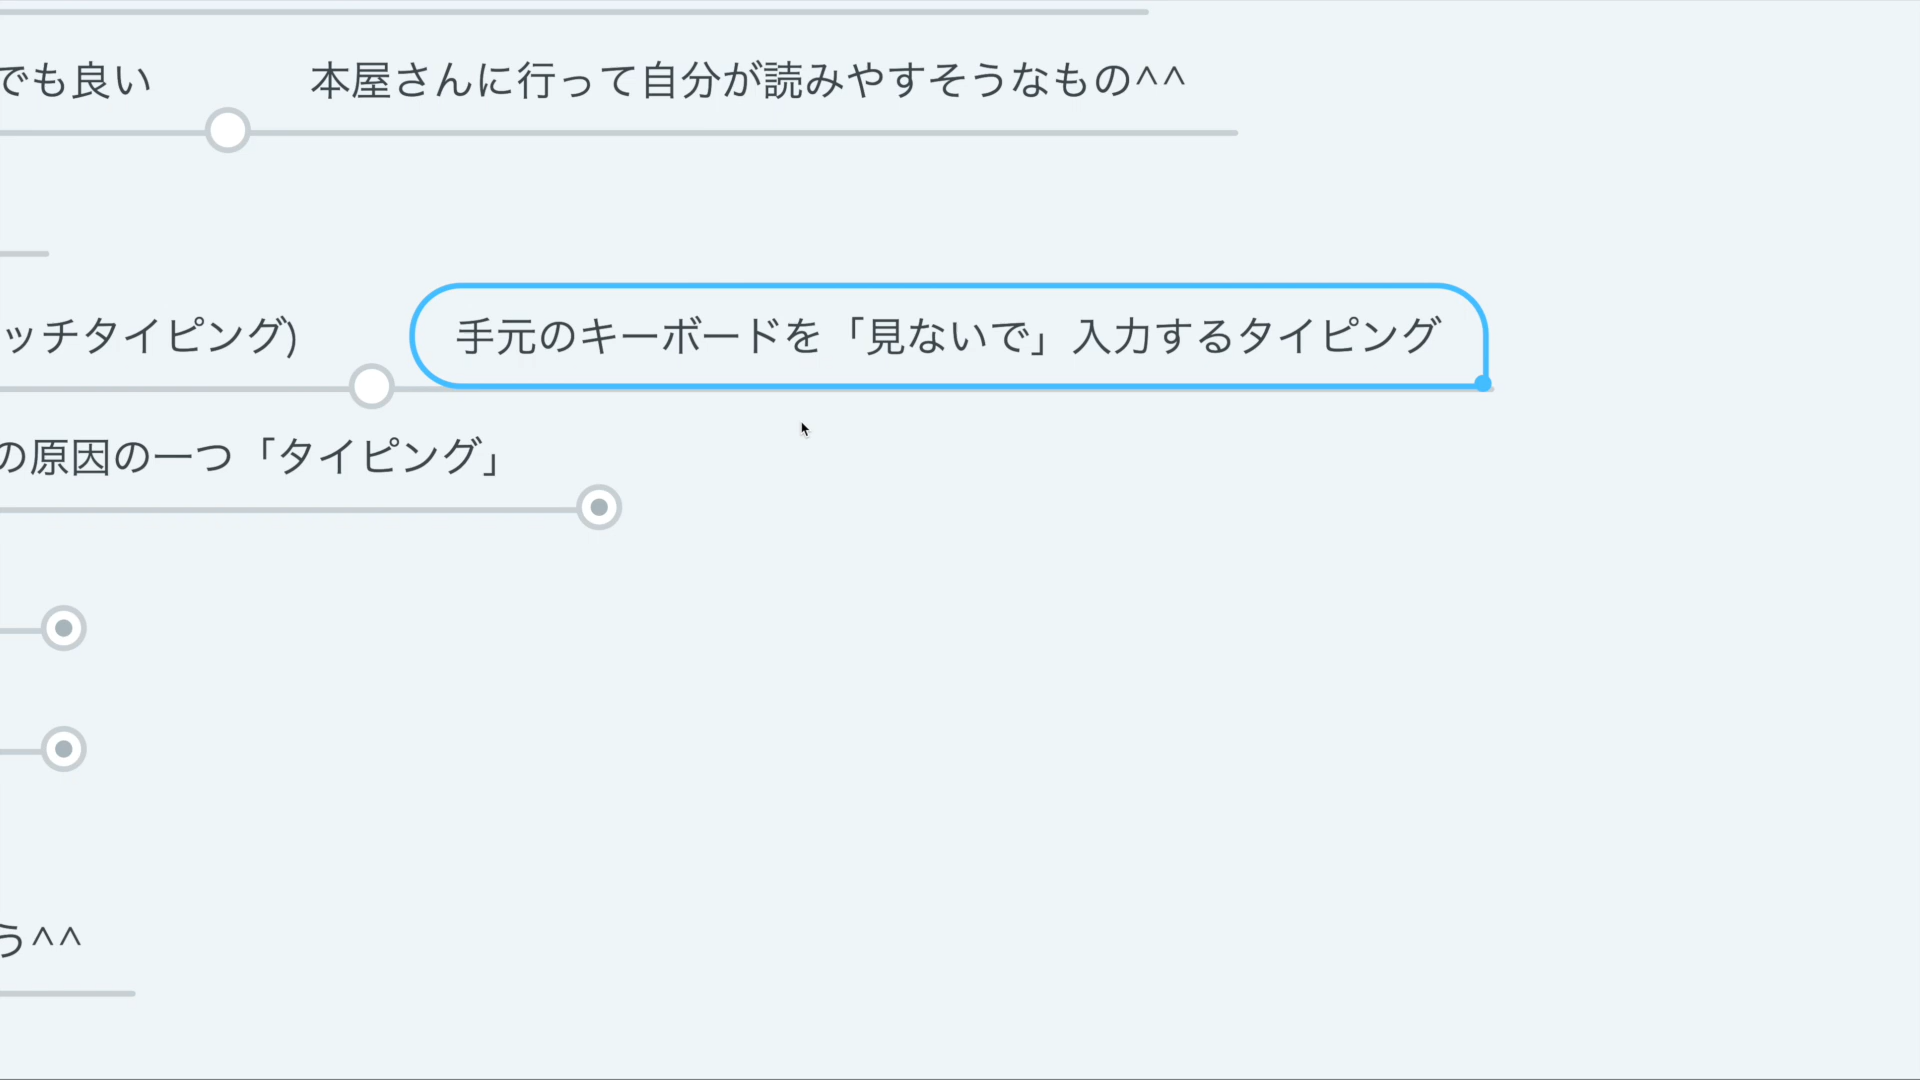 でも良い
本屋さんに行って自分が読みやすそうなもの^^
ッチタイピング)
手元のキーボードを「見ないで」入力するタイピング
の原因の一つ「タイピング」
う^^